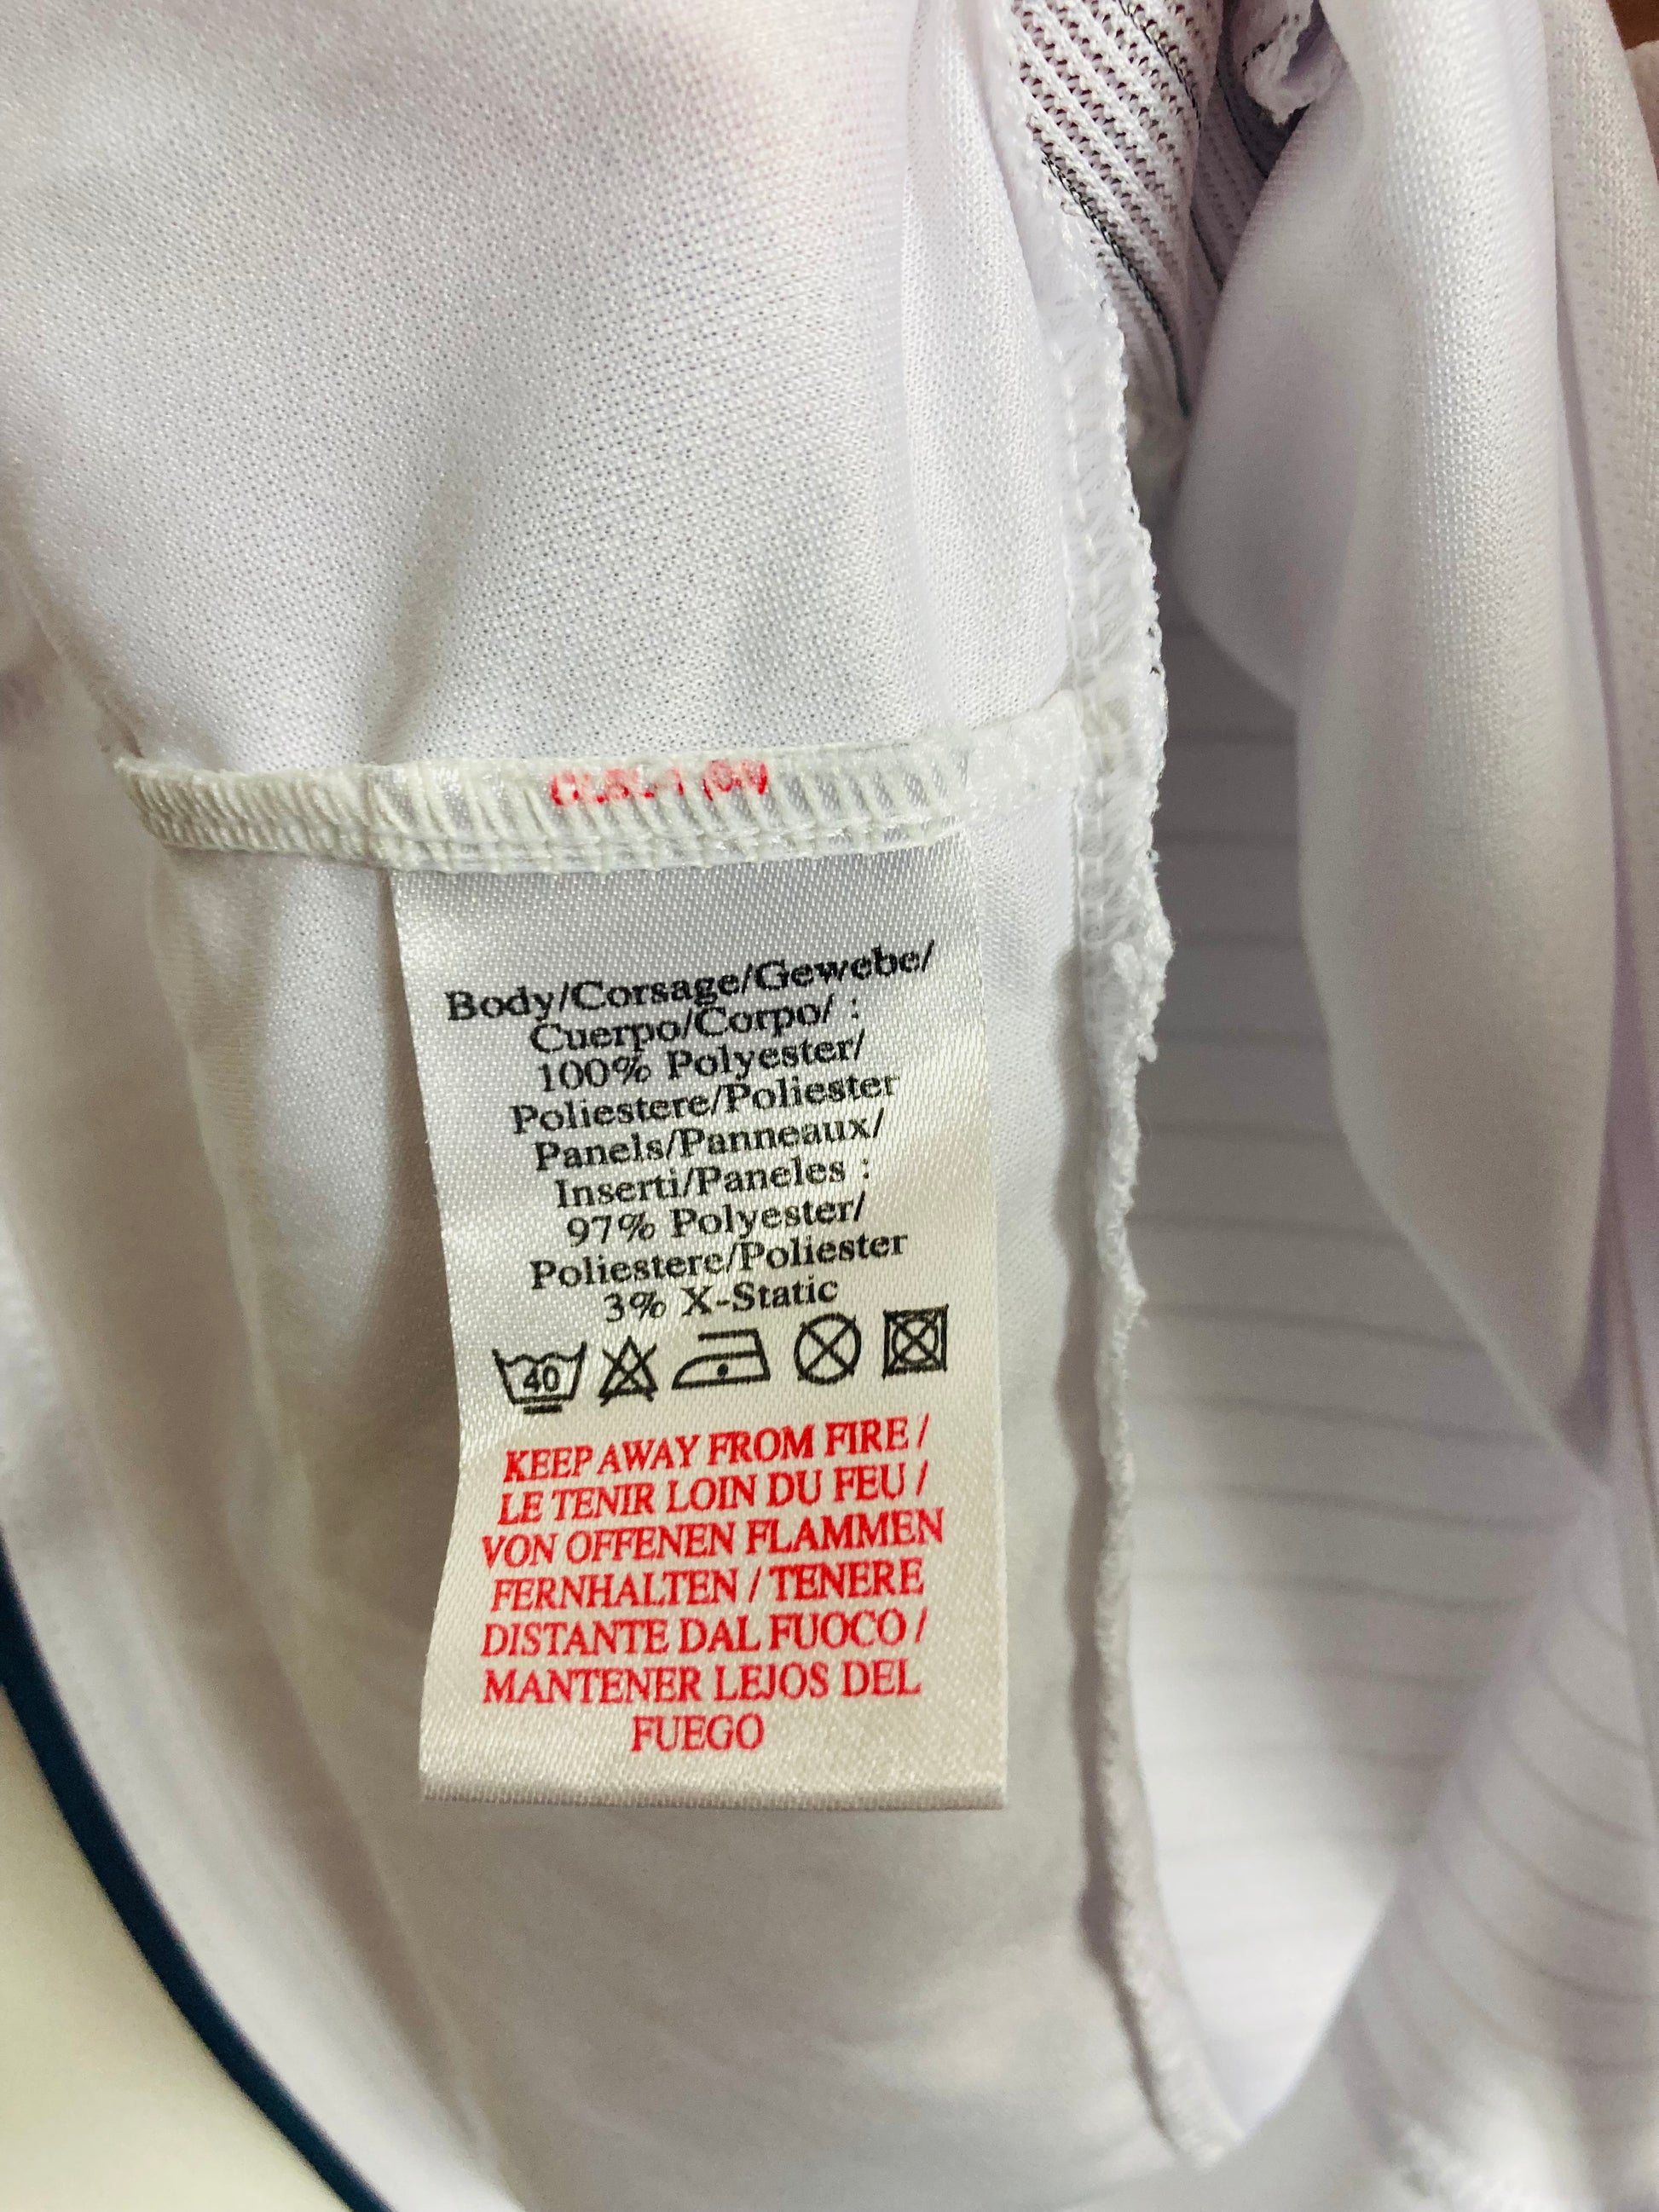 Body/Corsage/Gewebe/
Cuerpo/Corpo/ :
100% Polyester/
Poliestere/Poliester
Panels/Panneaux/
Inserti/Paneles :
97% Polyester/
Poliestere/Poliester
3% X-Static
40
KEEP AWAY FROM FIRE /
LE TENIR LOIN DU FEU /
VON OFFENEN FLAMMEN
FERNHALTEN / TENERE
DISTANTE DAL FUOCO /
MANTENER LEJOS DEL
FUEGO